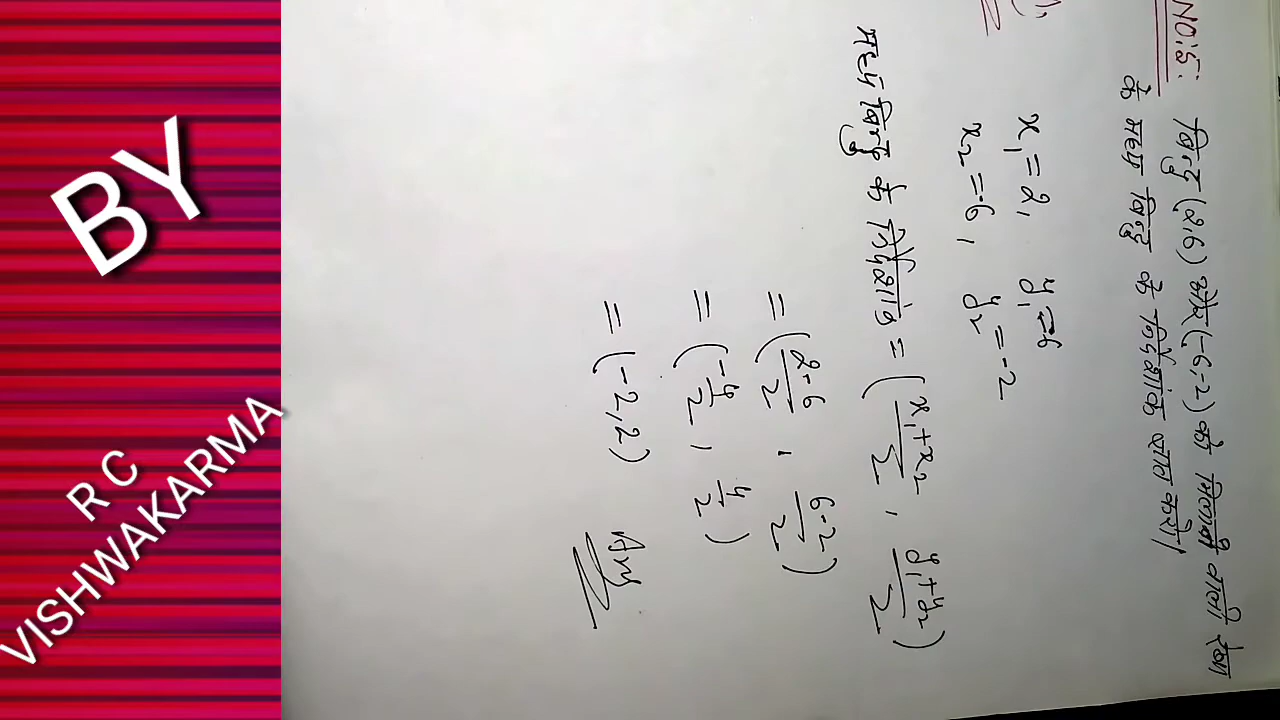 BY
R C
VISHWAKARMA
NO:5: बिन्दु (2,6) और (-6,-2) को मिलाने वाली रेखा
के मध्य बिन्दु के निर्देशांक ज्ञात करो।
x₁ = 2, y₁ = 6
x₂ = -6, y₂ = -2
मध्य बिन्दु के निर्देशांक = (x₁+x₂/2, y₁+y₂/2)
= (2-6/2, 6-2/2)
= (-4/2, 4/2)
= (-2,2) Ans